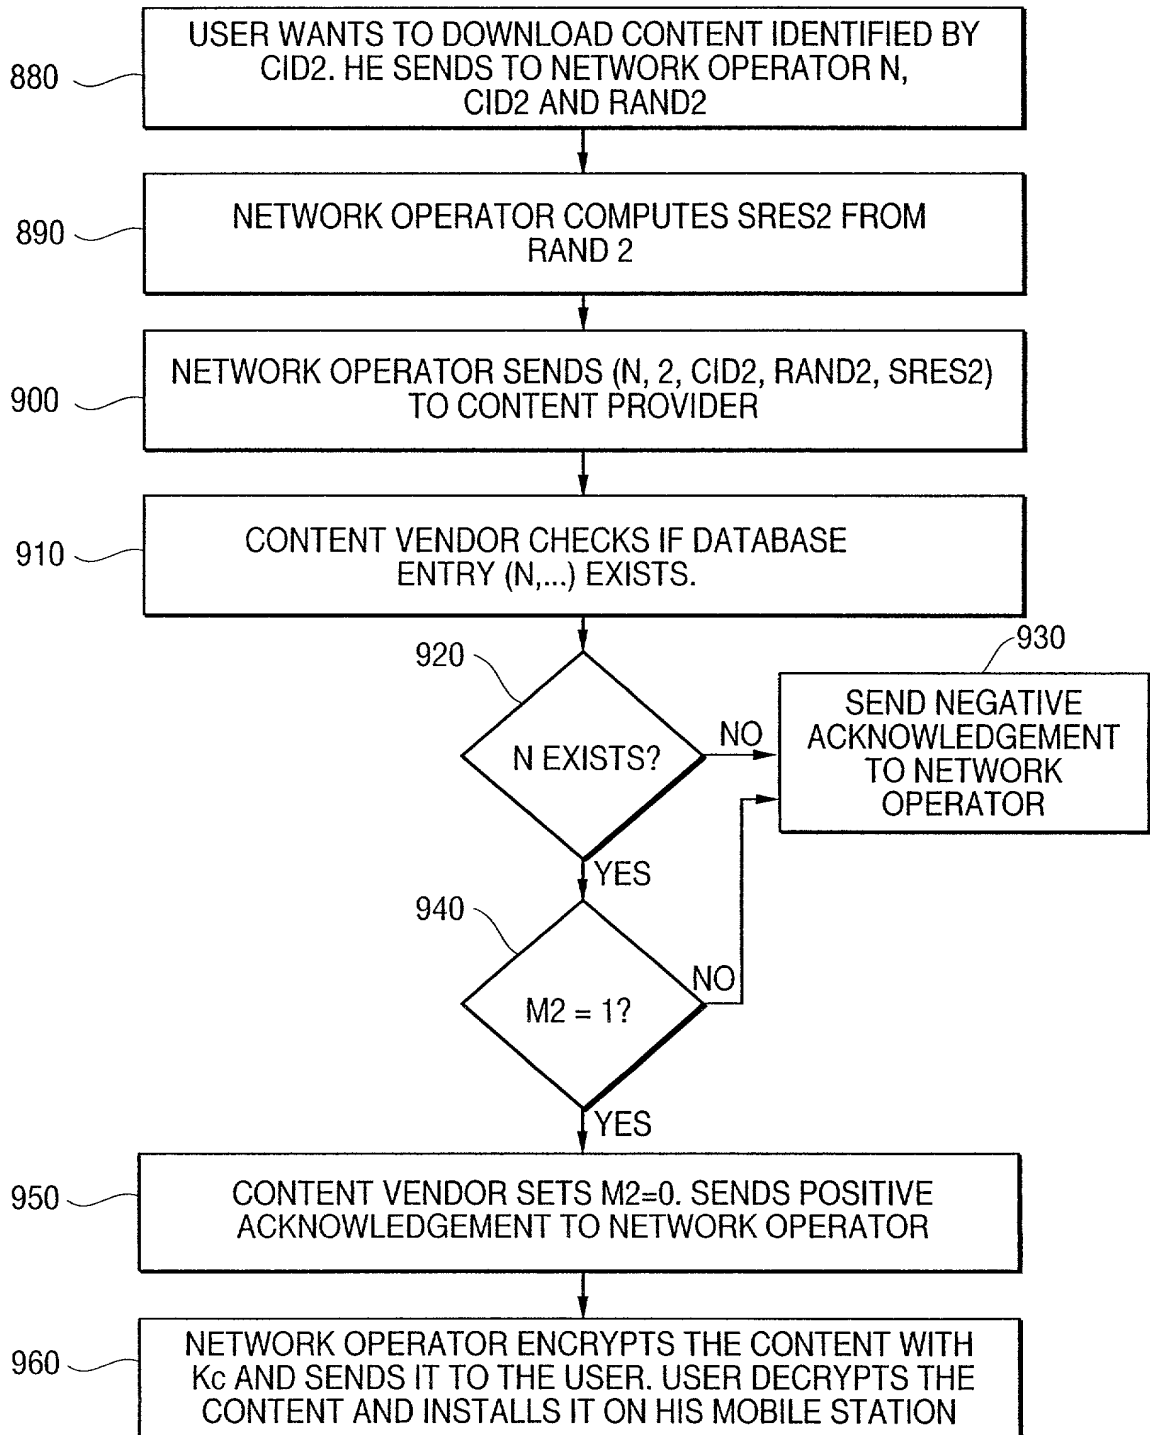 880
USER WANTS TO DOWNLOAD CONTENT IDENTIFIED BY
CID2. HE SENDS TO NETWORK OPERATOR N,
CID2 AND RAND2
890
NETWORK OPERATOR COMPUTES SRES2 FROM
RAND 2
900
NETWORK OPERATOR SENDS (N, 2, CID2, RAND2, SRES2)
TO CONTENT PROVIDER
910
CONTENT VENDOR CHECKS IF DATABASE
ENTRY (N,...) EXISTS.
920
N EXISTS?
NO
930
SEND NEGATIVE
ACKNOWLEDGEMENT
TO NETWORK
OPERATOR
YES
940
M2 = 1?
NO
YES
950
CONTENT VENDOR SETS M2=0. SENDS POSITIVE
ACKNOWLEDGEMENT TO NETWORK OPERATOR
960
NETWORK OPERATOR ENCRYPTS THE CONTENT WITH
Kc AND SENDS IT TO THE USER. USER DECRYPTS THE
CONTENT AND INSTALLS IT ON HIS MOBILE STATION